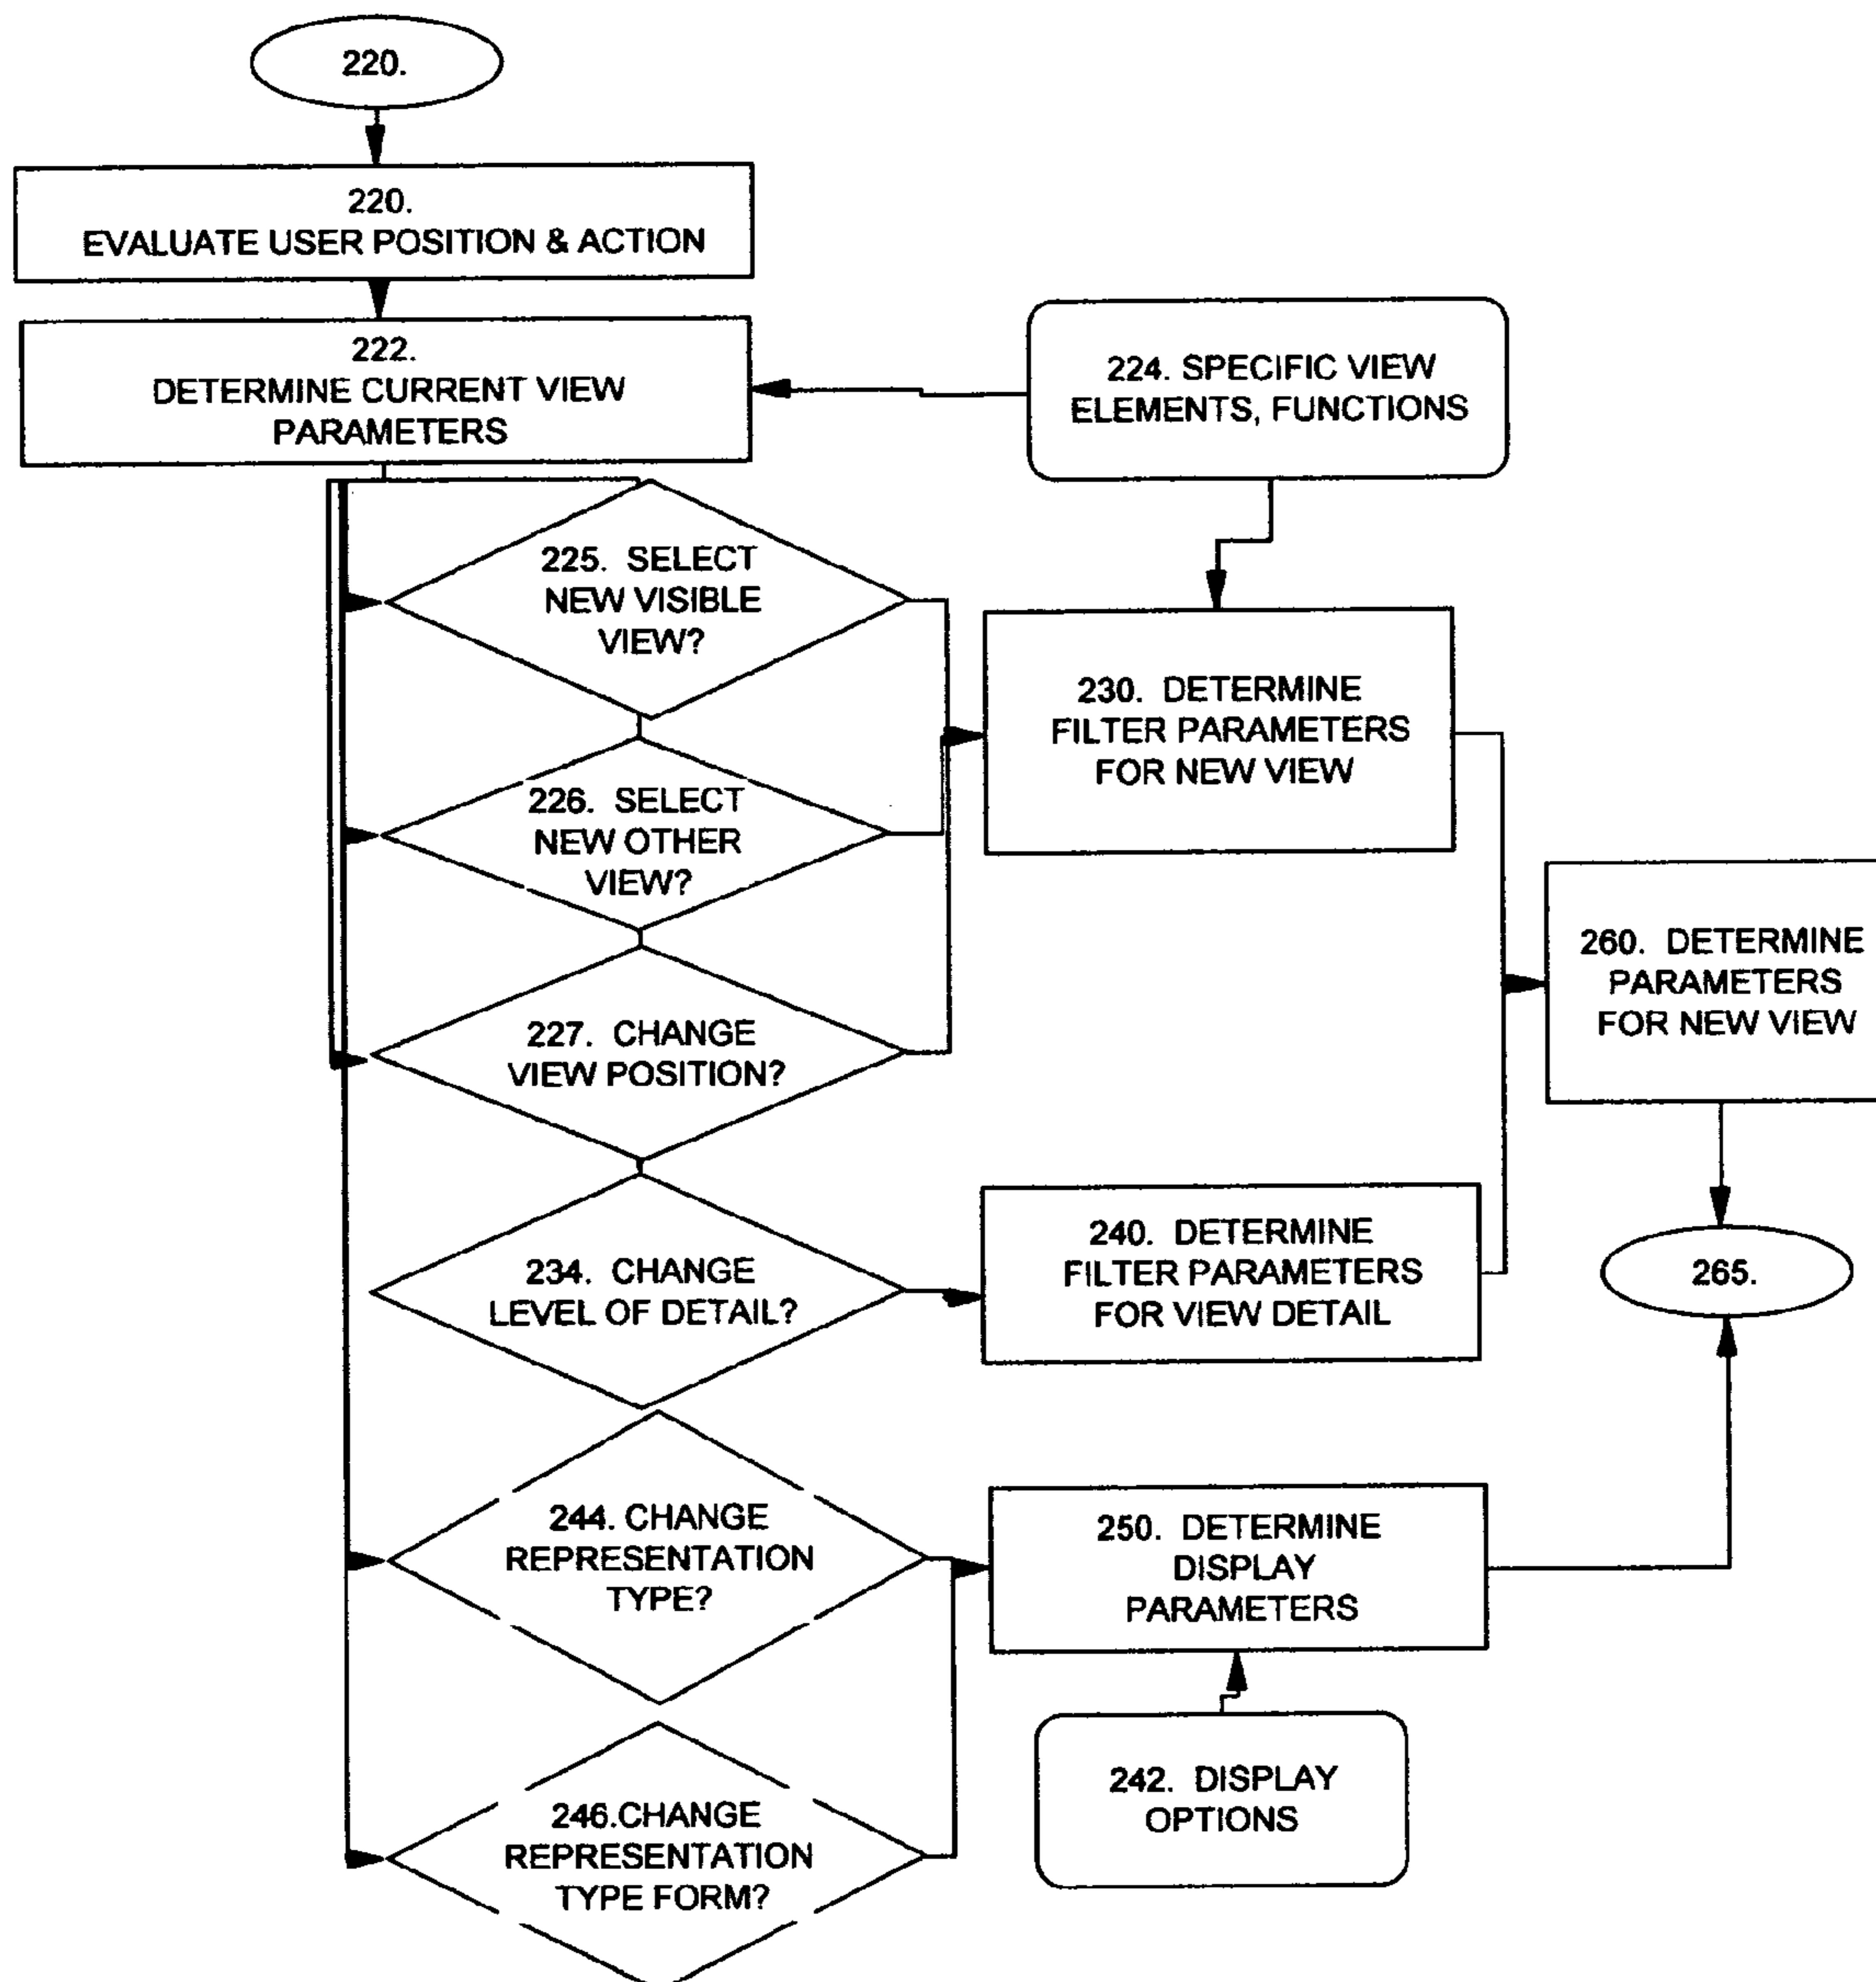 220.
220.
EVALUATE USER POSITION & ACTION
222.
DETERMINE CURRENT VIEW
PARAMETERS
224. SPECIFIC VIEW
ELEMENTS, FUNCTIONS
225. SELECT
NEW VISIBLE
VIEW?
226. SELECT
NEW OTHER
VIEW?
227. CHANGE
VIEW POSITION?
230. DETERMINE
FILTER PARAMETERS
FOR NEW VIEW
260. DETERMINE
PARAMETERS
FOR NEW VIEW
234. CHANGE
LEVEL OF DETAIL?
240. DETERMINE
FILTER PARAMETERS
FOR VIEW DETAIL
265.
244. CHANGE
REPRESENTATION
TYPE?
250. DETERMINE
DISPLAY
PARAMETERS
246.CHANGE
REPRESENTATION
TYPE FORM?
242. DISPLAY
OPTIONS